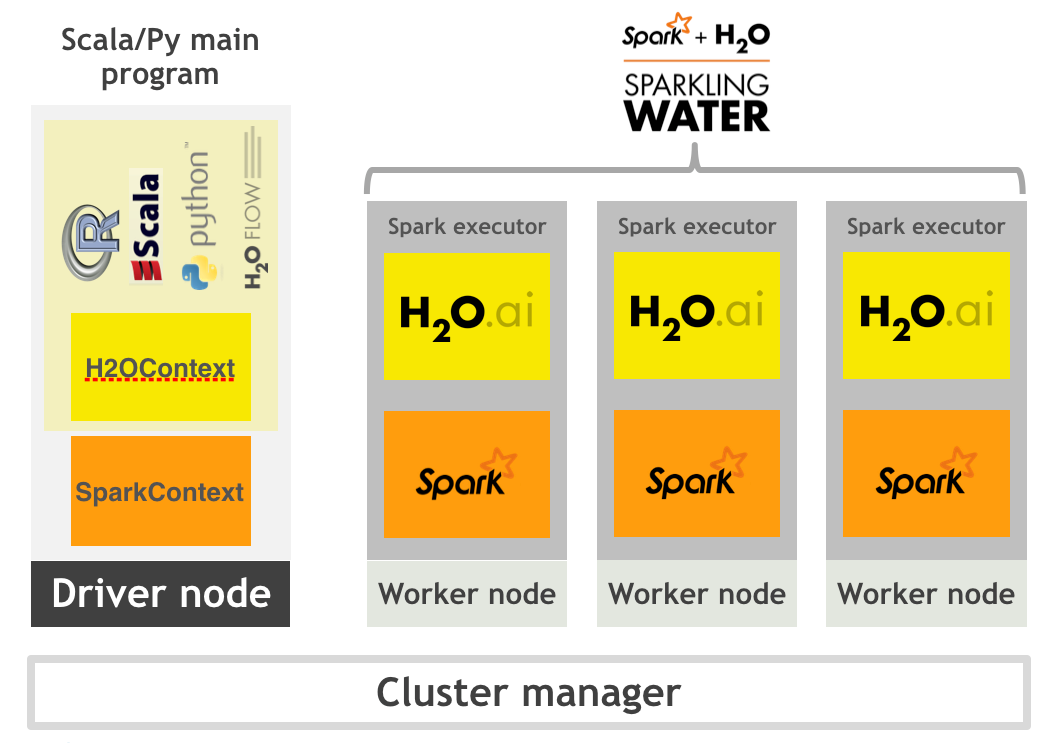 Scala/Py main
program
Spark + H2O
SPARKLING
WATER
R
Scala
python™
H2O FLOW
H2OContext
SparkContext
Driver node
Spark executor
H2O.ai
Spark
Worker node
Spark executor
H2O.ai
Spark
Worker node
Spark executor
H2O.ai
Spark
Worker node
Cluster manager